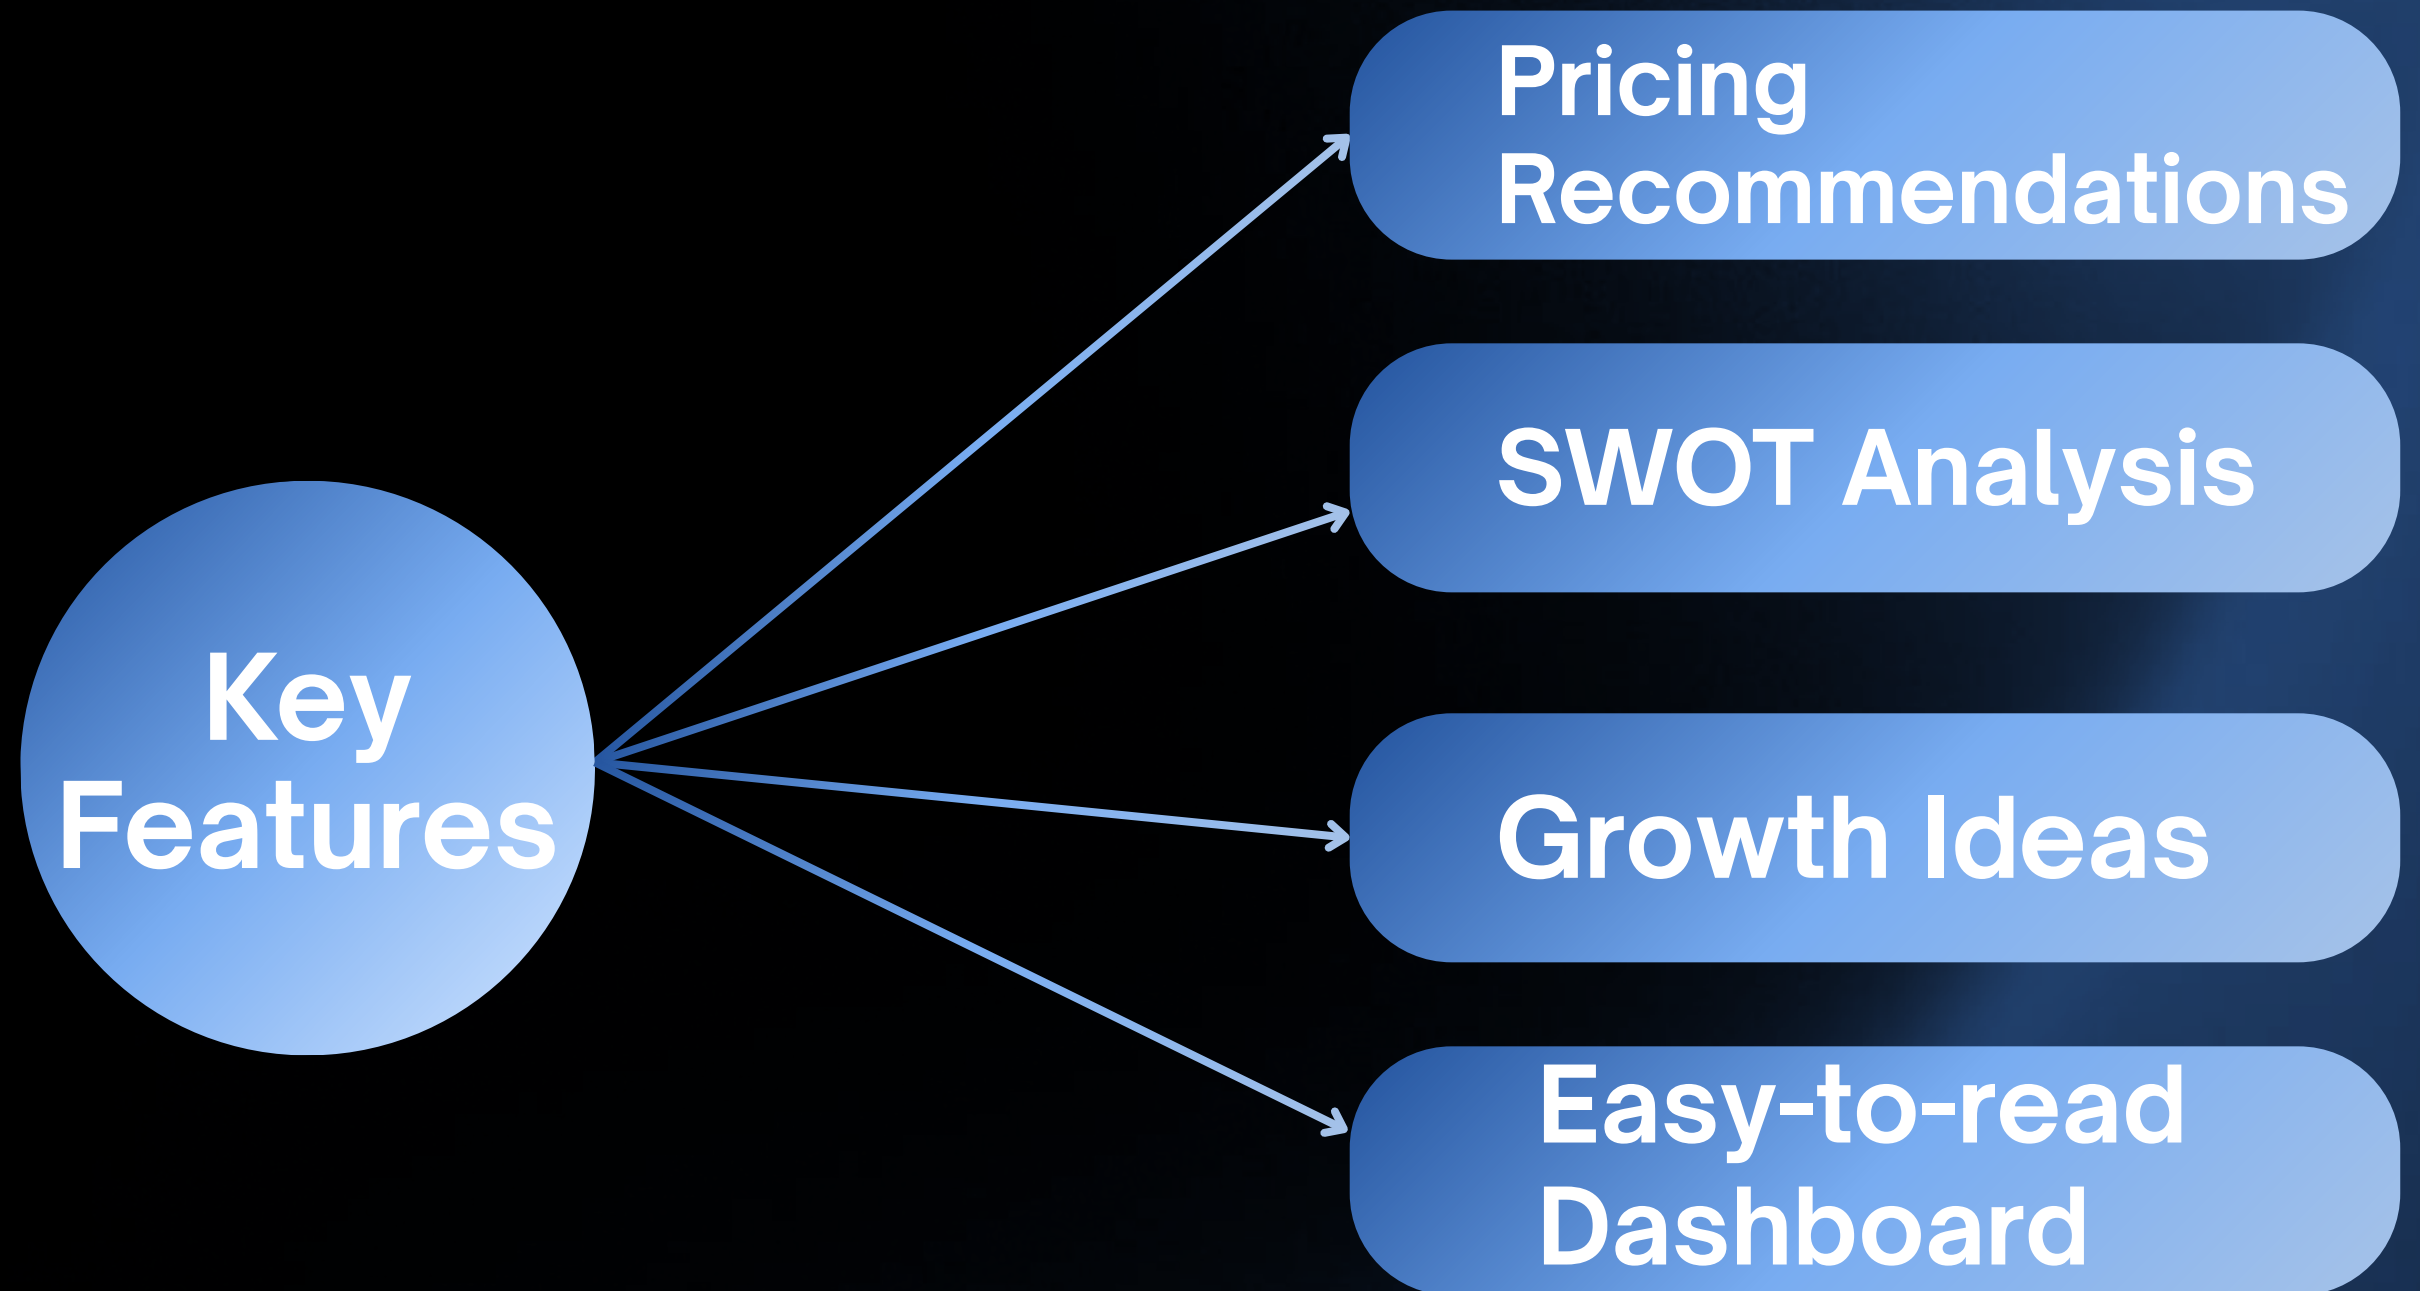 Key
Features
Pricing
Recommendations
SWOT Analysis
Growth Ideas
Easy-to-read
Dashboard